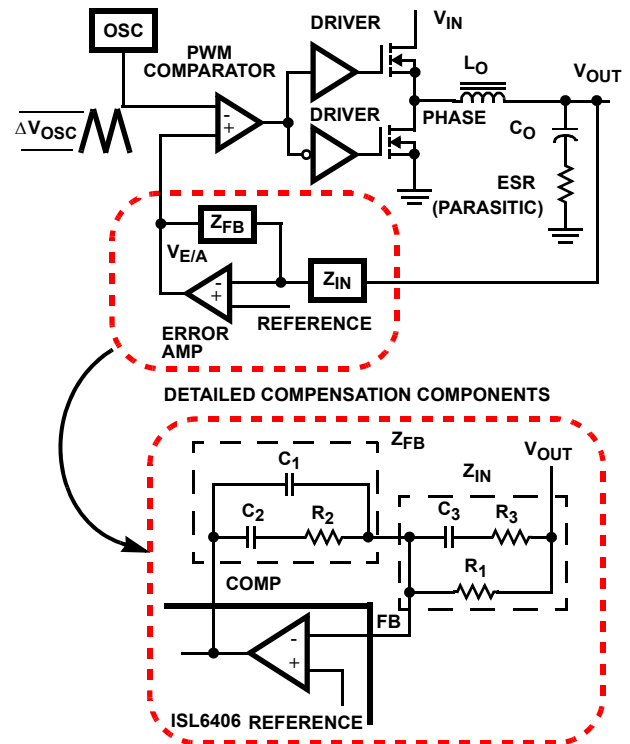 OSC
PWM
COMPARATOR
DRIVER
V_IN
L_O
V_OUT
ΔV_OSC
-
+
DRIVER
PHASE
C_O
ESR
(PARASITIC)
Z_FB
V_E/A
-
+
Z_IN
ERROR
AMP
REFERENCE
DETAILED COMPENSATION COMPONENTS
Z_FB
V_OUT
C_1
Z_IN
C_2
R_2
C_3
R_3
R_1
COMP
FB
-
+
ISL6406
REFERENCE